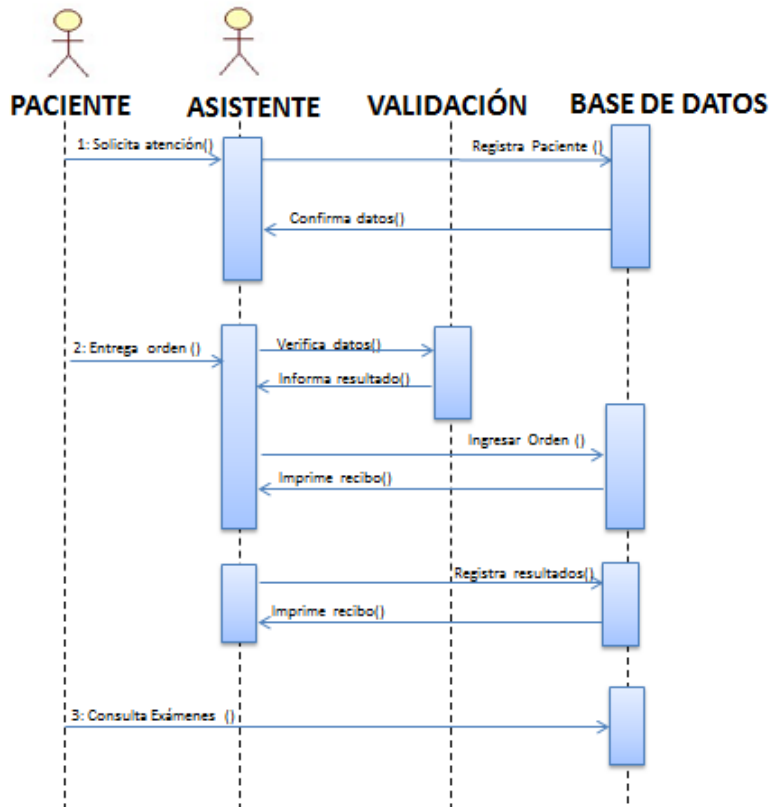 PACIENTE ASISTENTE VALIDACIÓN BASE DE DATOS
1: Solicita atención() Registra Paciente ()
Confirma datos()
2: Entrega orden () Verifica datos()
Informa resultado()
Ingresar Orden ()
Imprime recibo()
Registra resultados()
Imprime recibo()
3: Consulta Exámenes ()